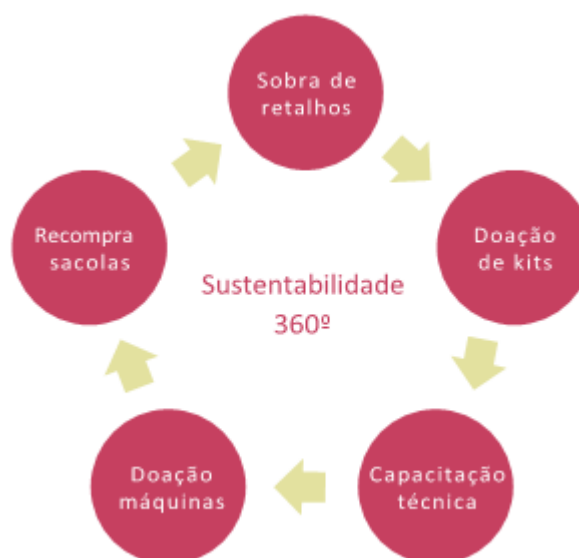 Sobra de
retalhos
Doação
de kits
Capacitação
técnica
Doação
máquinas
Recompra
sacolas
Sustentabilidade
360º